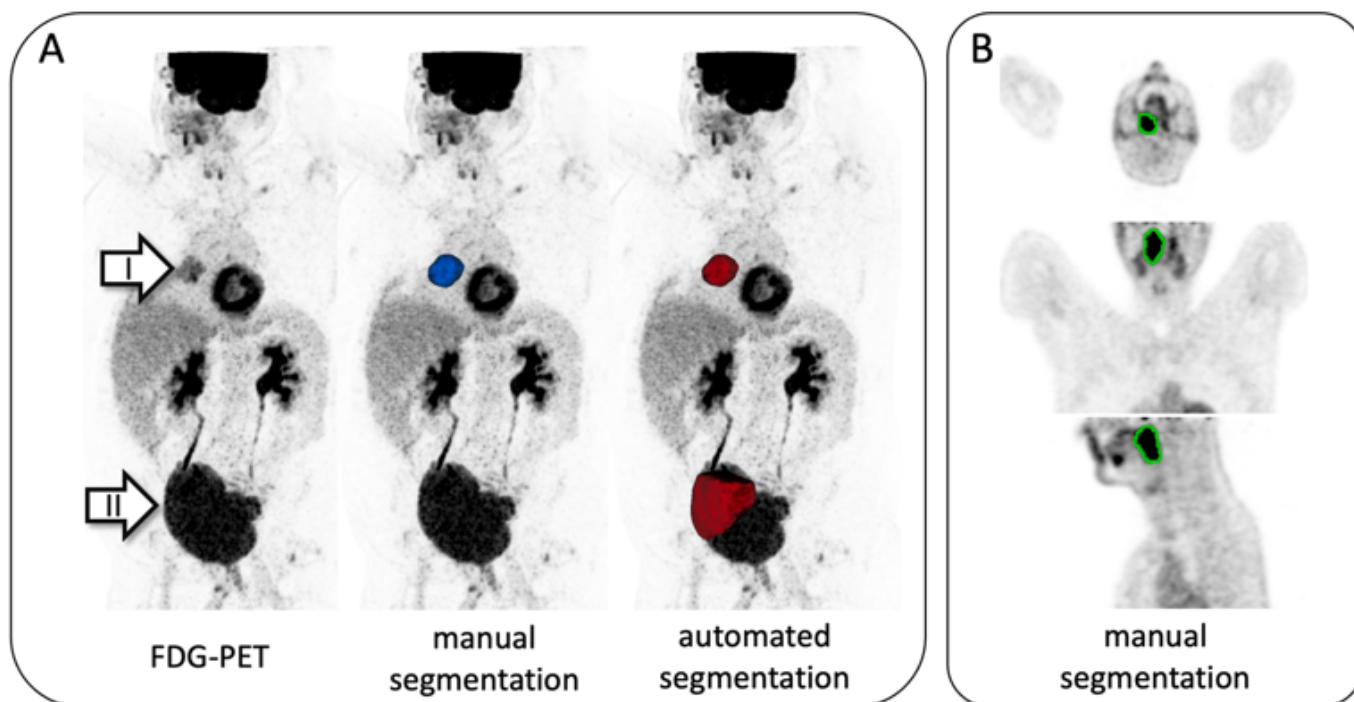 A
B
I
II
FDG-PET
manual
segmentation
automated
segmentation
manual
segmentation